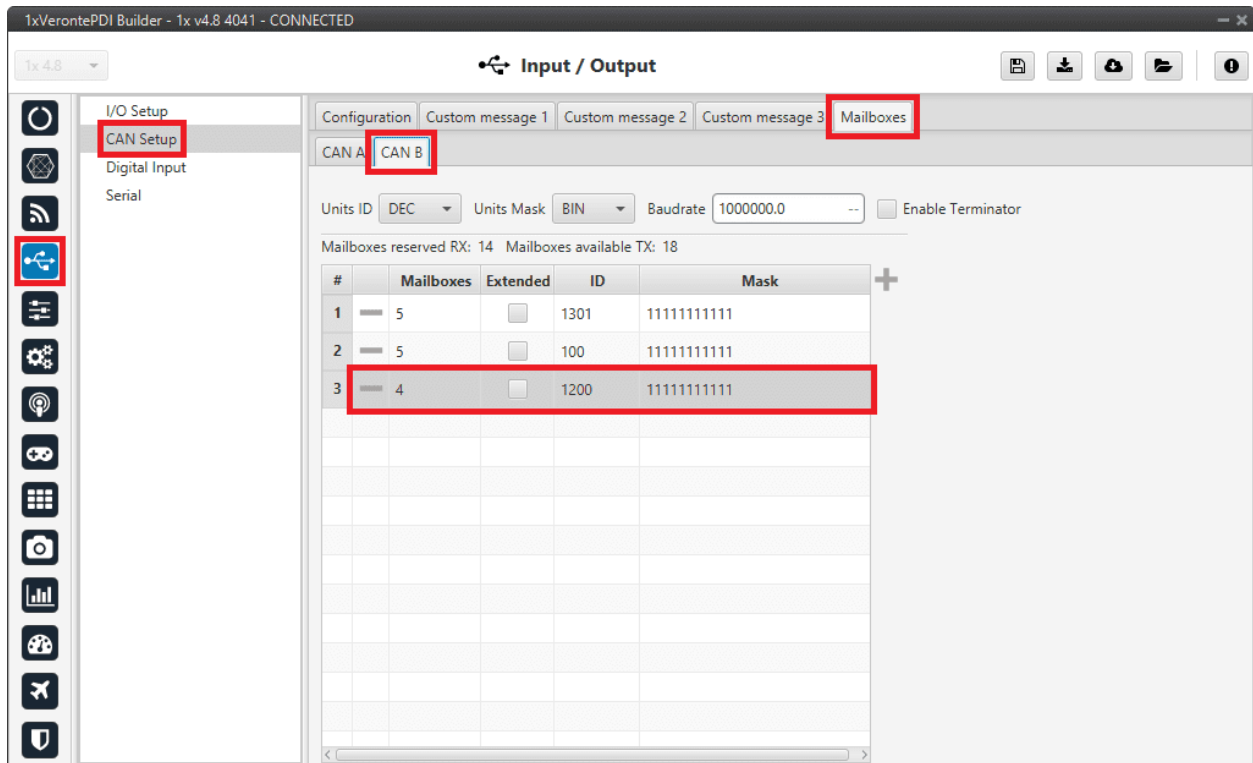 1xVerontePDI Builder - 1x v4.8 4041 - CONNECTED
1x 4.8 Input / Output
I/O Setup
CAN Setup
Digital Input
Serial
Configuration Custom message 1 Custom message 2 Custom message 3 Mailboxes
CAN A CAN B
Units ID DEC Units Mask BIN Baudrate 1000000.0 -- Enable Terminator
Mailboxes reserved RX: 14 Mailboxes available TX: 18
# Mailboxes Extended ID Mask
1 5 1301 11111111111
2 5 100 11111111111
3 4 1200 11111111111